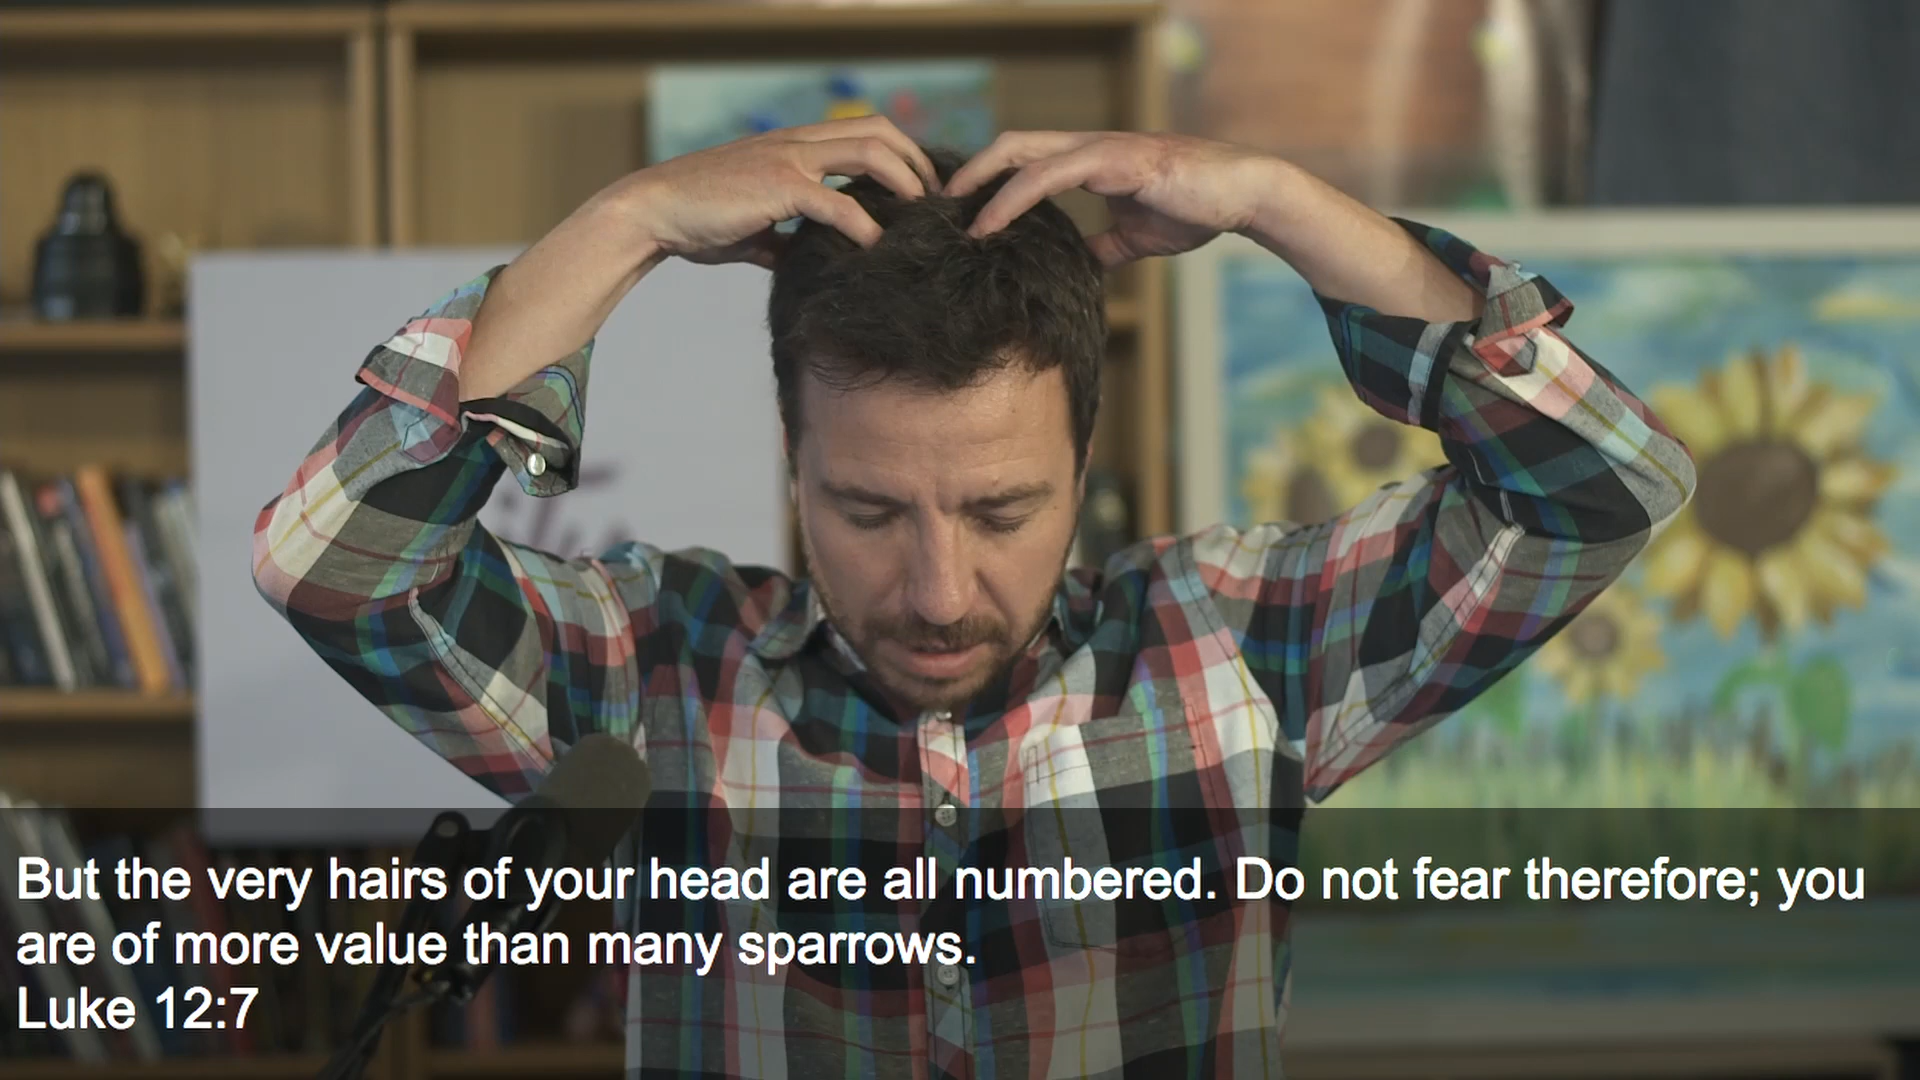 But the very hairs of your head are all numbered. Do not fear therefore; you
are of more value than many sparrows.
Luke 12:7